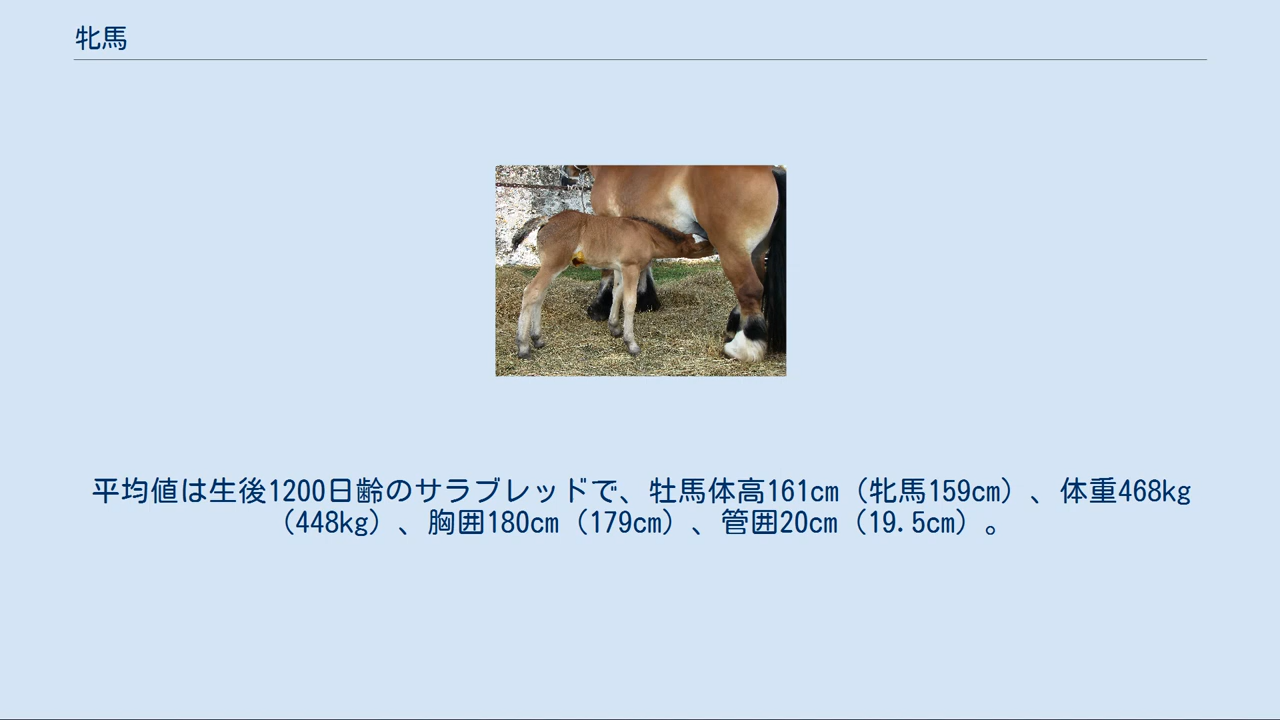 牝馬
平均値は生後1200日齢のサラブレッドで、牡馬体高161cm（牝馬159cm）、体重468kg
（448kg）、胸囲180cm（179cm）、管囲20cm（19.5cm）。